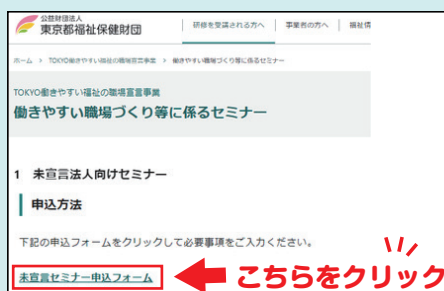 公益財団法人
東京都福祉保健財団
研修を受講される方へ
事業者の方へ
福祉情
ホーム > TOKYO働きやすい福祉の職場宣言事業 > 働きやすい職場づくり等に係るセミナー
TOKYO働きやすい福祉の職場宣言事業
働きやすい職場づくり等に係るセミナー
1 未宣言法人向けセミナー
申込方法
下記の申込フォームをクリックして必要事項をご入力ください。
未宣言セミナー申込フォーム
こちらをクリック